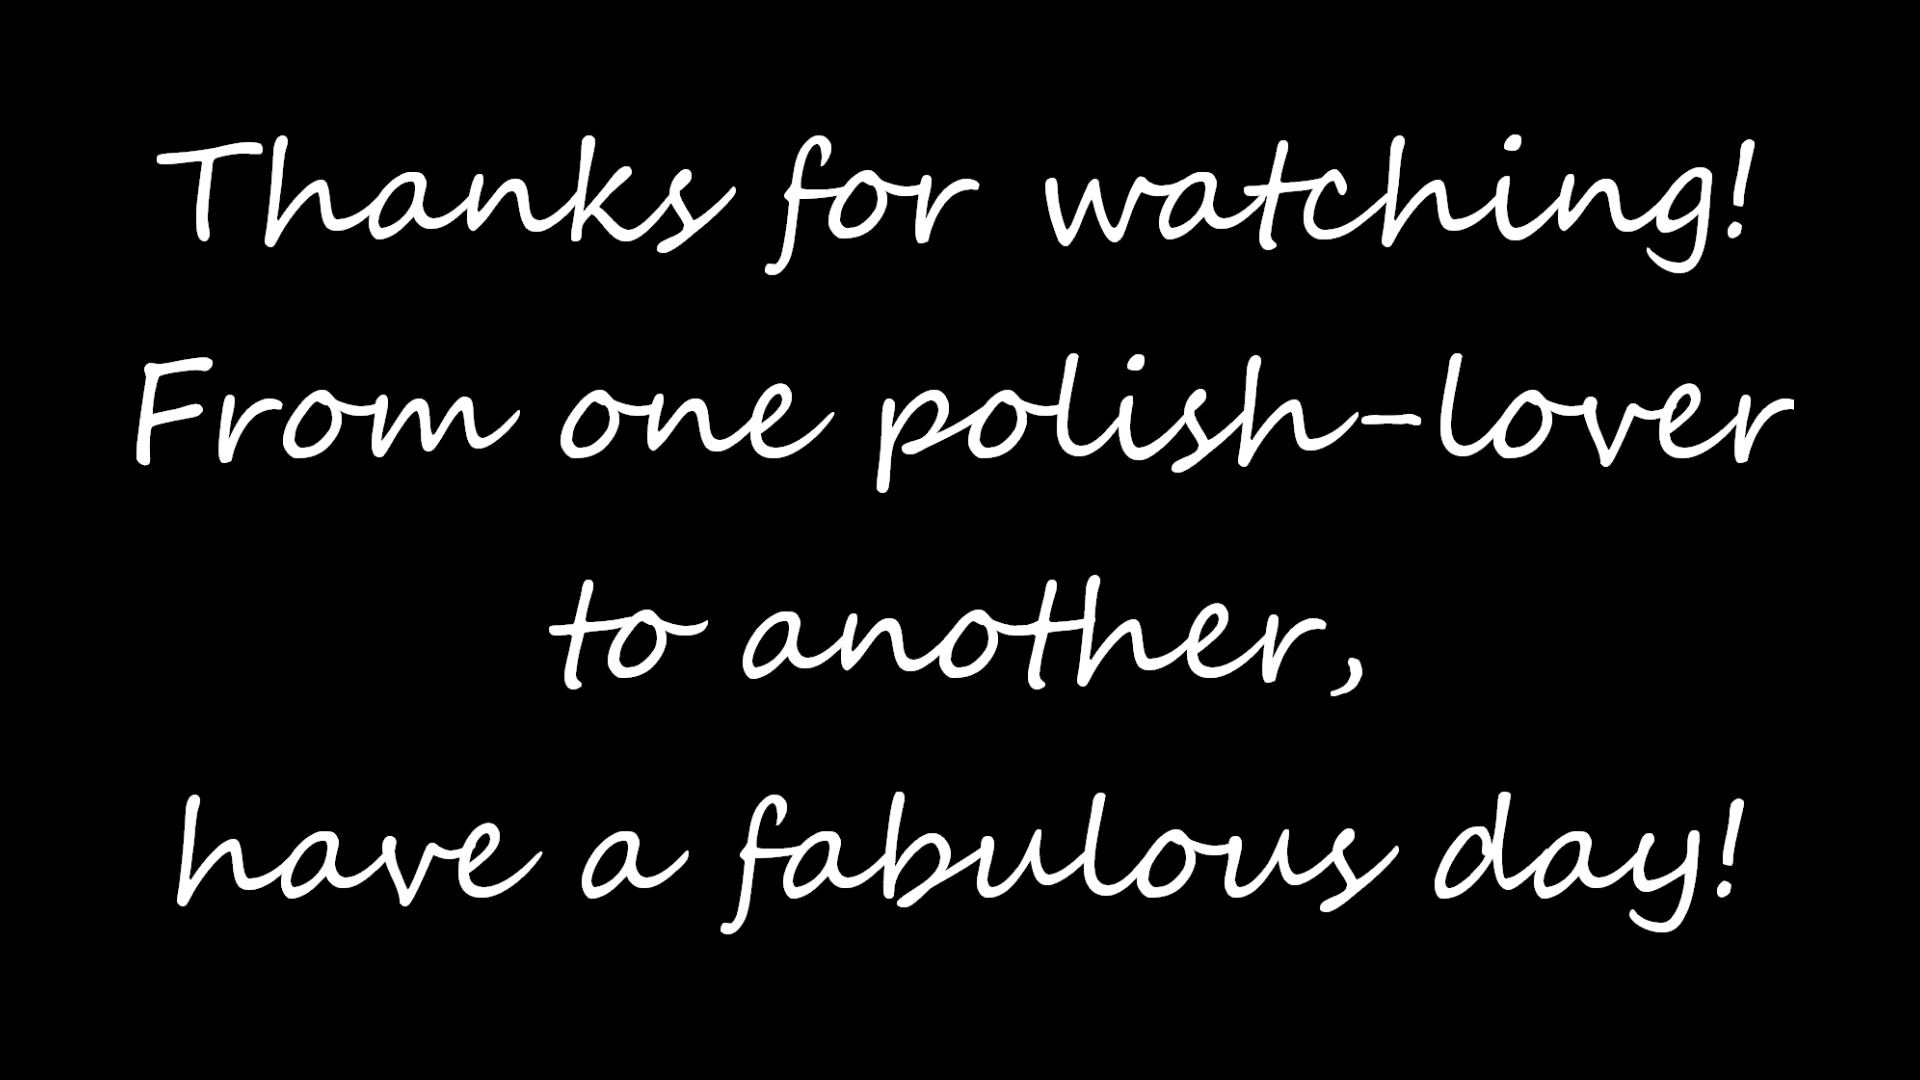 Thanks for watching!
From one polish-lover
to another,
have a fabulous day!